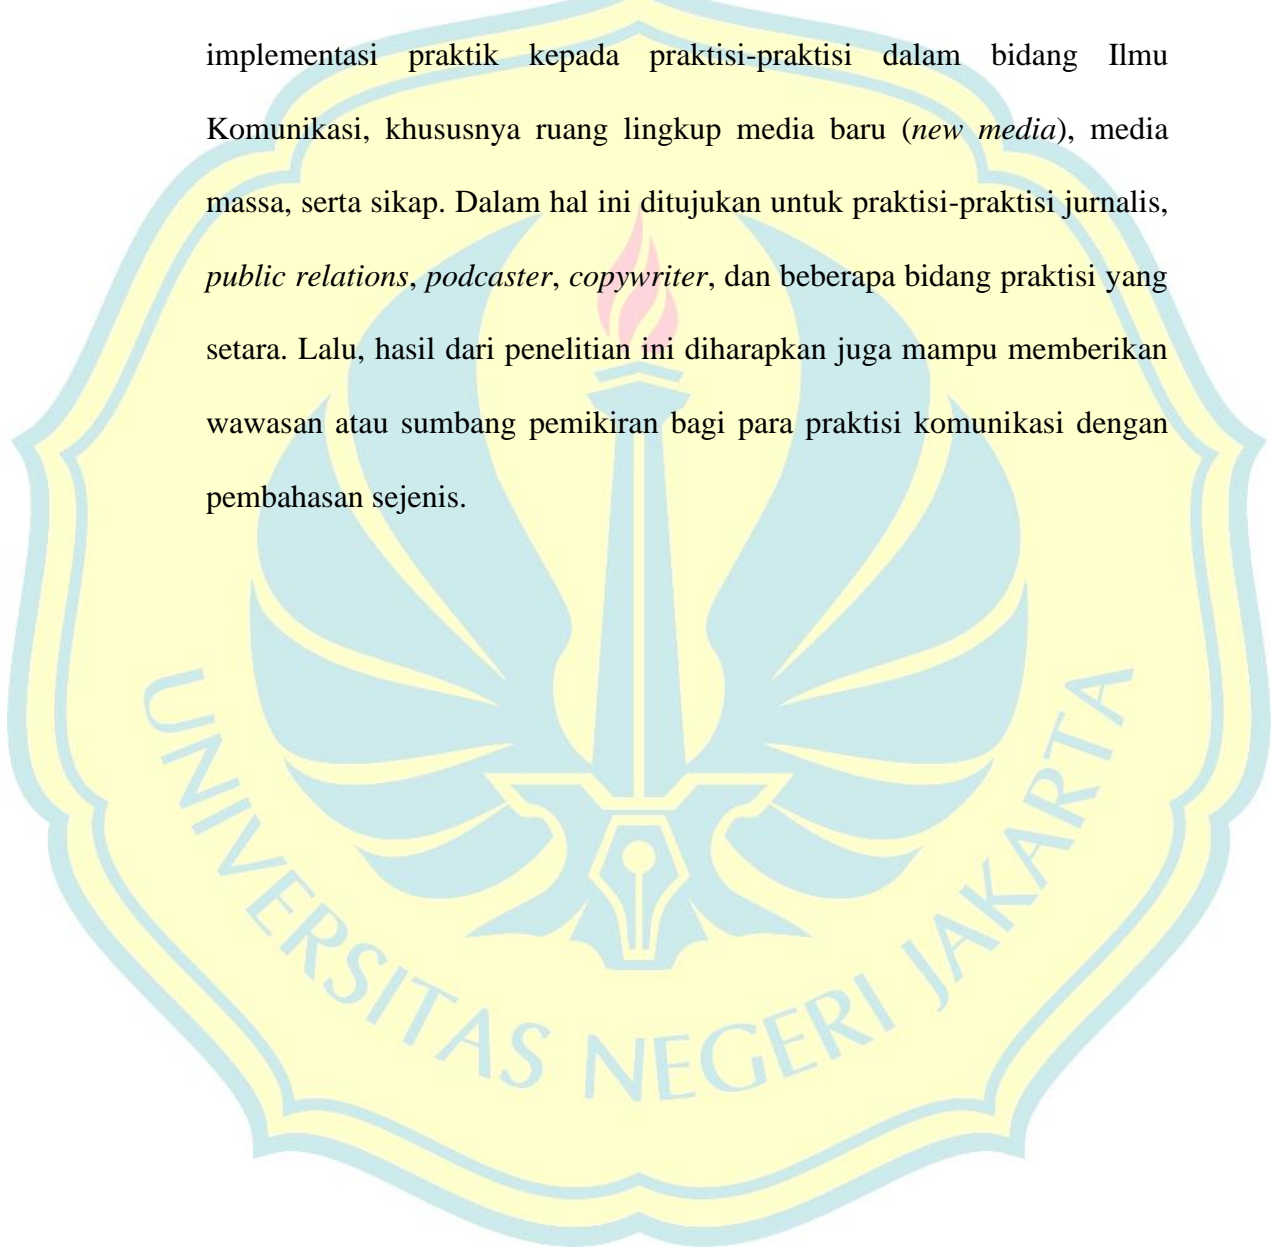 implementasi praktik kepada praktisi-praktisi dalam bidang Ilmu
Komunikasi, khususnya ruang lingkup media baru (new media), media
massa, serta sikap. Dalam hal ini ditujukan untuk praktisi-praktisi jurnalis,
public relations, podcaster, copywriter, dan beberapa bidang praktisi yang
setara. Lalu, hasil dari penelitian ini diharapkan juga mampu memberikan
wawasan atau sumbang pemikiran bagi para praktisi komunikasi dengan
pembahasan sejenis.
UNIVERSITAS NEGERI JAKARTA